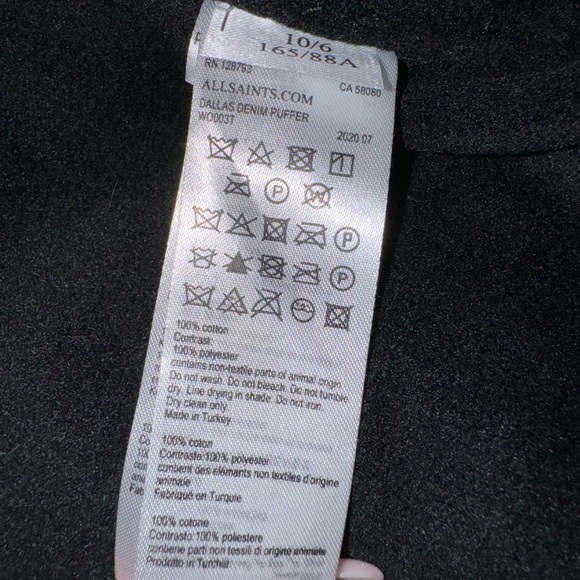 10/6
165/88A
RN 128793
CA 58080
ALLSAINTS.COM
DALLAS DENIM PUFFER
WO003T
2020 07
P
W
P
P
100% cotton
Contrast:
100% polyester
contains non-textile parts of animal origin
Do not wash. Do not bleach. Do not tumble
dry. Line drying in shade. Do not iron.
Dry clean only
Made in Turkey
100% coton
Contraste:100% polyester
contient des éléments non textiles d'origine
animale
Fabriqué en Turquie
100% cotone
Contrasto:100% poliestere
contiene parti non tessili di origine animale
Prodotto in Turchia